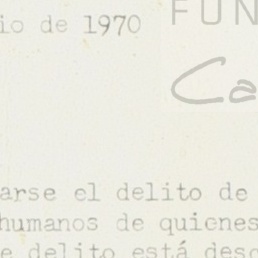 io de 1970
FUN
Ca
arse el delito de
humanos de quienes
e delito está desc